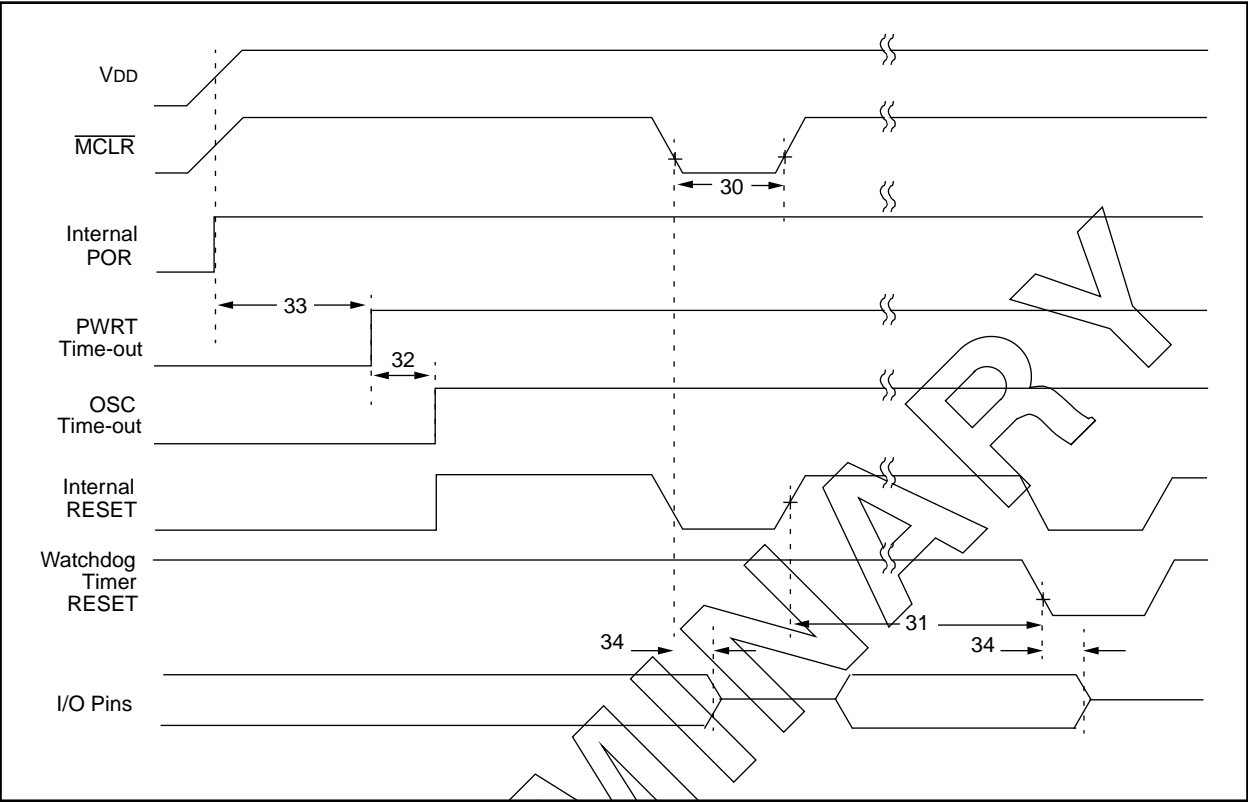 VDD
MCLR
30
Internal
POR
33
PWRT
Time-out
32
OSC
Time-out
Internal
RESET
Watchdog
Timer
RESET
31
34
34
I/O Pins
MINARY